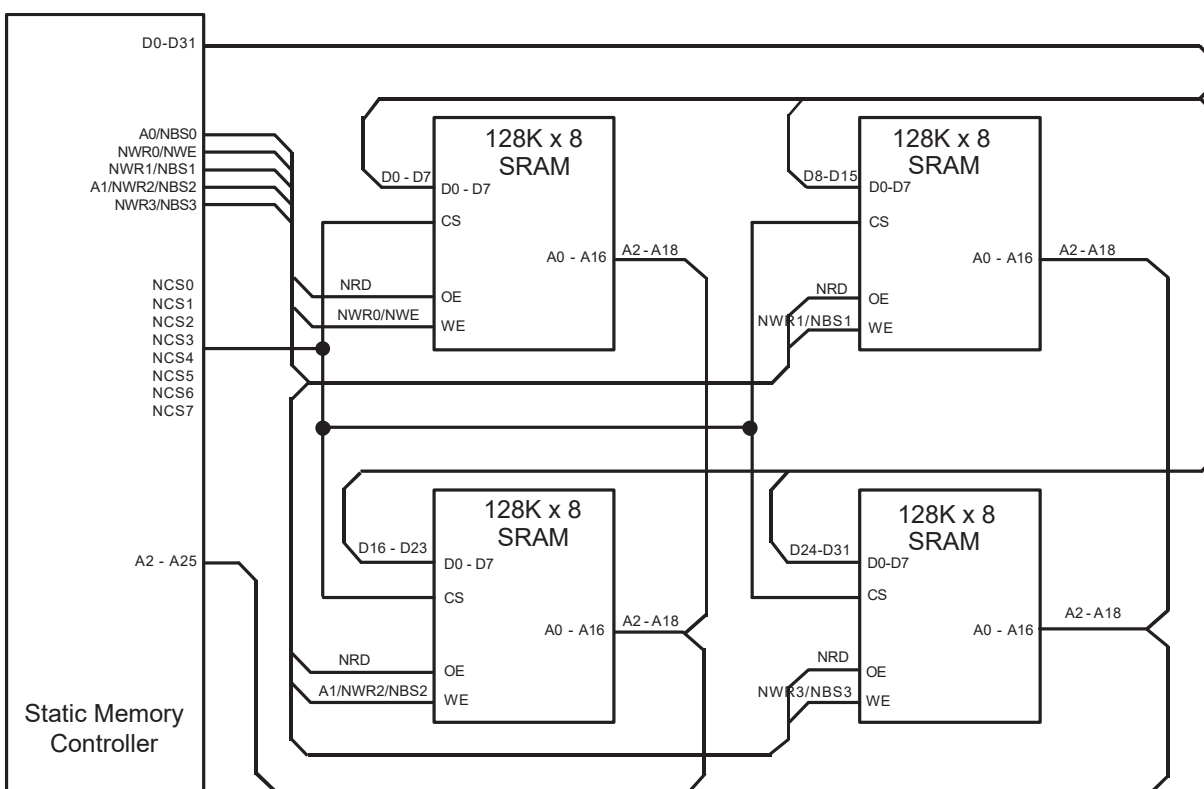 D0-D31
A0/NBS0
NWR0/NWE
NWR1/NBS1
A1/NWR2/NBS2
NWR3/NBS3
NCS0
NCS1
NCS2
NCS3
NCS4
NCS5
NCS6
NCS7
A2 - A25
Static Memory
Controller
128K x 8
SRAM
D0 - D7
D0 - D7
CS
A0 - A16
A2 - A18
NRD
OE
NWR0/NWE
WE
128K x 8
SRAM
D8-D15
D0-D7
CS
A0 - A16
A2 - A18
NRD
OE
NWR1/NBS1
WE
128K x 8
SRAM
D16 - D23
D0 - D7
CS
A0 - A16
A2 - A18
NRD
OE
A1/NWR2/NBS2
WE
128K x 8
SRAM
D24-D31
D0-D7
CS
A0 - A16
A2 - A18
NRD
OE
NWR3/NBS3
WE